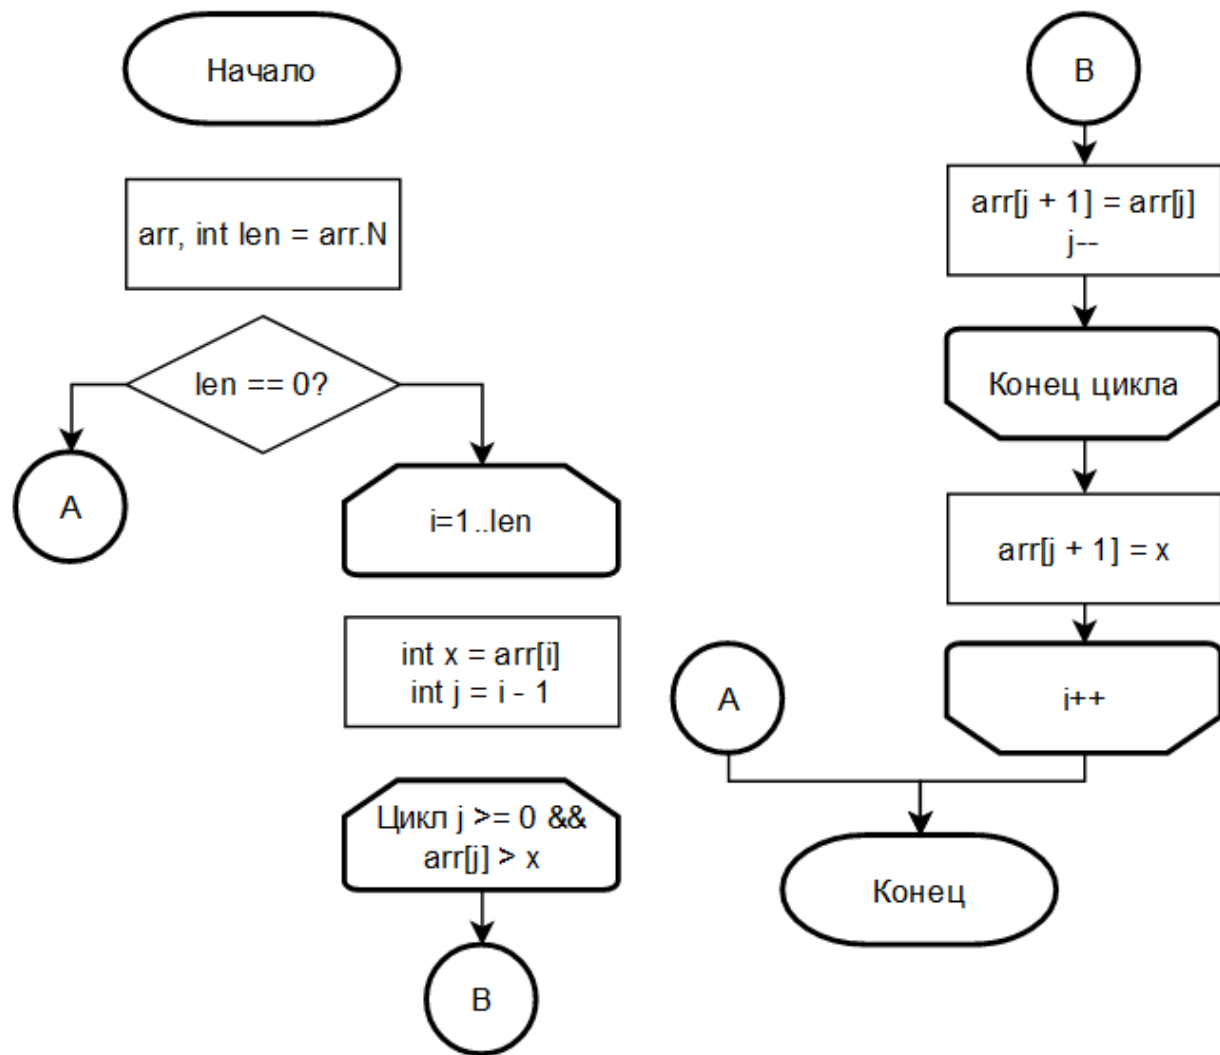 Начало
arr, int len = arr.N
len == 0?
A
i=1..len
int x = arr[i]
int j = i - 1
Цикл j >= 0 &&
arr[j] > x
B
B
arr[j + 1] = arr[j]
j--
Конец цикла
arr[j + 1] = x
i++
A
Конец